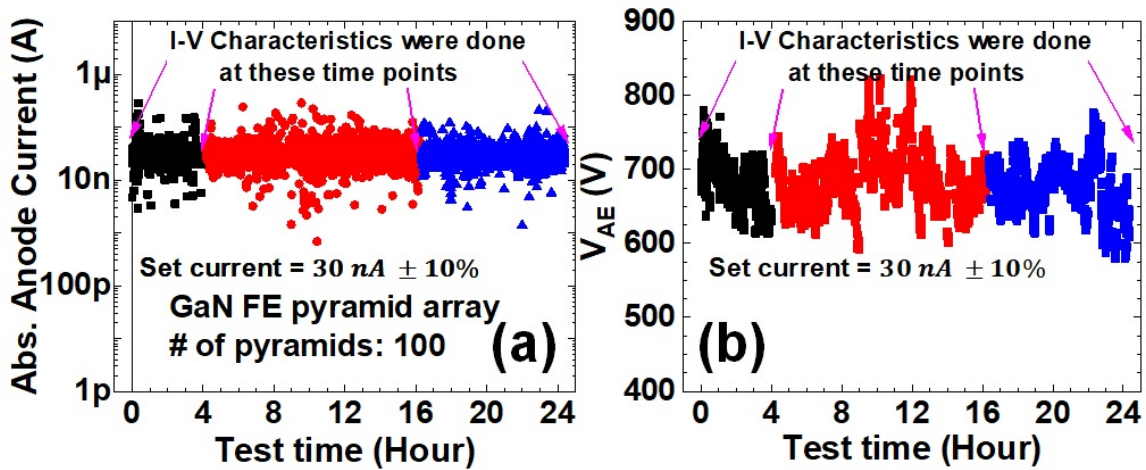 I-V Characteristics were done
at these time points
Abs. Anode Current (A)
1µ
10n
100p
1p
Set current = 30 nA ± 10%
GaN FE pyramid array
# of pyramids: 100
(a)
0 4 8 12 16 20 24
Test time (Hour)
I-V Characteristics were done
at these time points
V_AE (V)
900
800
700
600
500
400
Set current = 30 nA ± 10%
(b)
0 4 8 12 16 20 24
Test time (Hour)